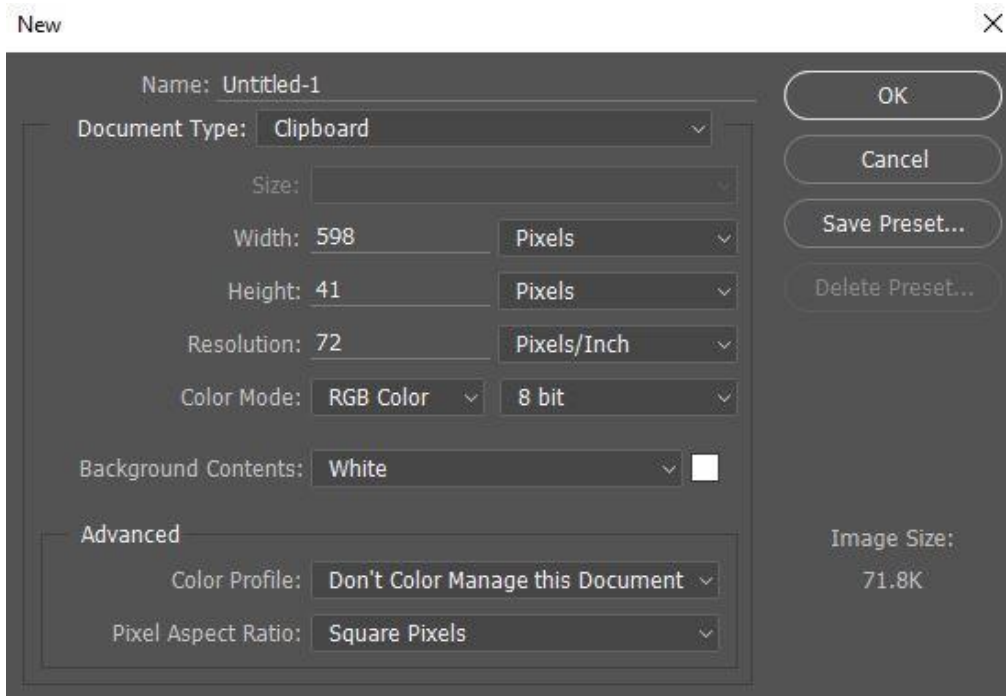 New
Name: Untitled-1
OK
Document Type: Clipboard
Cancel
Size:
Width: 598 Pixels
Save Preset...
Height: 41 Pixels
Delete Preset...
Resolution: 72 Pixels/Inch
Color Mode: RGB Color 8 bit
Background Contents: White
Advanced
Image Size:
Color Profile: Don't Color Manage this Document
71.8K
Pixel Aspect Ratio: Square Pixels